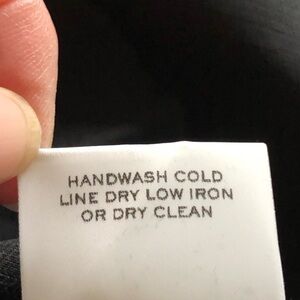 HANDWASH COLD
LINE DRY LOW IRON
OR DRY CLEAN